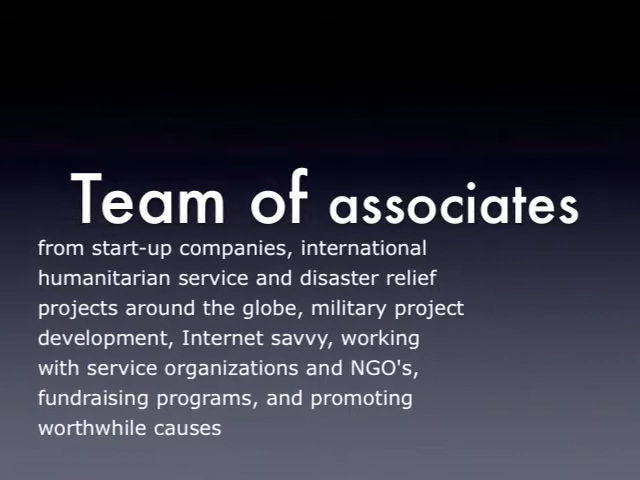 Team of associates
from start-up companies, international
humanitarian service and disaster relief
projects around the globe, military project
development, Internet savvy, working
with service organizations and NGO's,
fundraising programs, and promoting
worthwhile causes